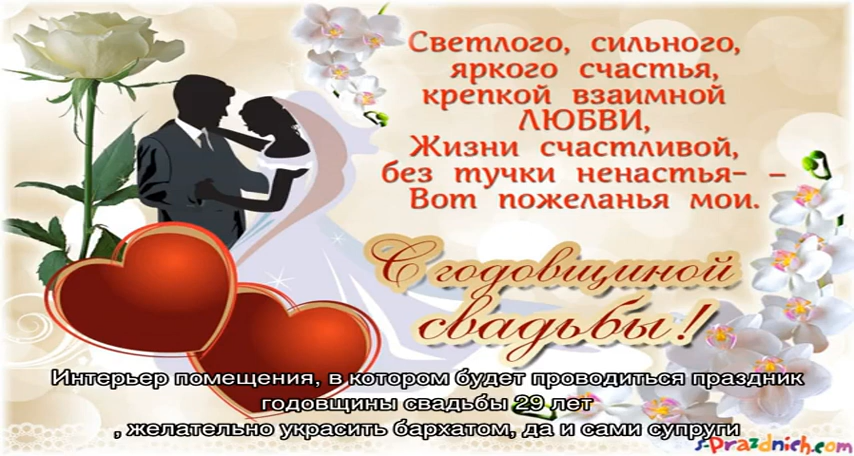 Светлого, сильного,
яркого счастья,
крепкой взаимной
ЛЮБВИ,
Жизни счастливой,
без тучки ненастья- –
Вот пожеланья мои.
С годовщиной
свадьбы!
Интерьер помещения, в котором будет проводиться праздник
годовщины свадьбы 29 лет
, желательно украсить бархатом, да и сами супруги
s-Prazdnich.com